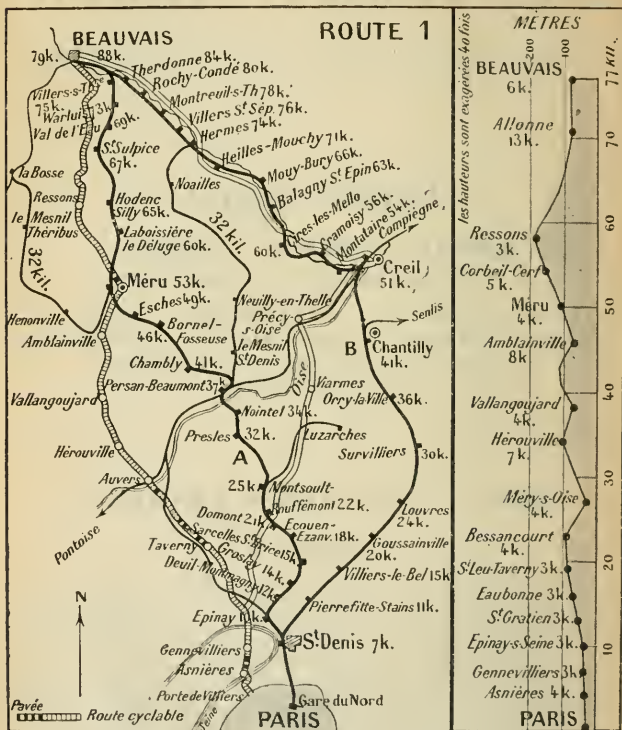 ROUTE 1
BEAUVAIS
79k. 88k.
Therdonne 84k.
Rochy-Condé 80k.
Montreuil-s-Th 78k.
Villers St Sép. 76k.
Hermes 74k.
Heilles-Mouchy 71k.
Mouy-Bury 66k.
Balagny St Epin 63k.
Cires-les-Mello
60k.
Cramoisy 56k.
Montataire 54k.
Compiègne
Creil
51k.
Villers-s-Th
75k.
Warluis 73k.
Val de l'Eau 69k.
St Sulpice
67k.
Hodenc
Silly 65k.
Laboissière
le Déluge 60k.
Méru 53k.
Esches 49k.
Bornel-
Fosseuse
46k.
Chambly 41k.
Persan-Beaumont 37k.
Nointel 34k.
Presles 32k.
A
Montsoult
25k.
Bouffémont 22k.
Domont 21k.
Ecouen-
Ezanv. 18k.
Sarcelles St Brice 15k.
Groslay 14k.
Deuil-Montmagny 12k.
Epinay
St Denis 7k.
Gare du Nord
PARIS
la Bosse
Ressons
le Mesnil
Théribus
32 kil.
Henonville
Amblainville
Vallangoujard
Hérouville
Auvers
Pontoise
Taverny
Gennevilliers
Asnières
Porte de Villiers
Seine
Noailles
32 kil.
Neuilly-en-Thelle
Précy-
s-Oise
le Mesnil
St Denis
Oise
Viarmes
Luzarches
Senlis
B
Chantilly
41k.
Orry-la-Ville 36k.
Survilliers 30k.
Louvres
24k.
Goussainville
20k.
Villiers-le-Bel 15k
Pierrefitte-Stains 11k.
N
Pavée
Route cyclable
MÈTRES
les hauteurs sont exagérées 40 fois
200
100
77 KIL.
BEAUVAIS
6k.
Allonne
13k.
70
60
Ressons
3k.
Corbeil-Cerf
5k
50
Méru
4k.
Amblainville
8k
40
Vallangoujard
4k.
Hérouville
7k
30
Méry-s-Oise
4k.
Bessancourt
4k.
20
St Leu-Taverny 3k.
Eaubonne 3k.
St Gratien 3k.
Epinay-s-Seine 3k.
10
Gennevilliers 3k
Asnières 4k.
PARIS